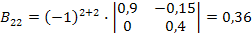 B₂₂ = (−1)²⁺² · |0,9 −0,15| = 0,36
|0 0,4|